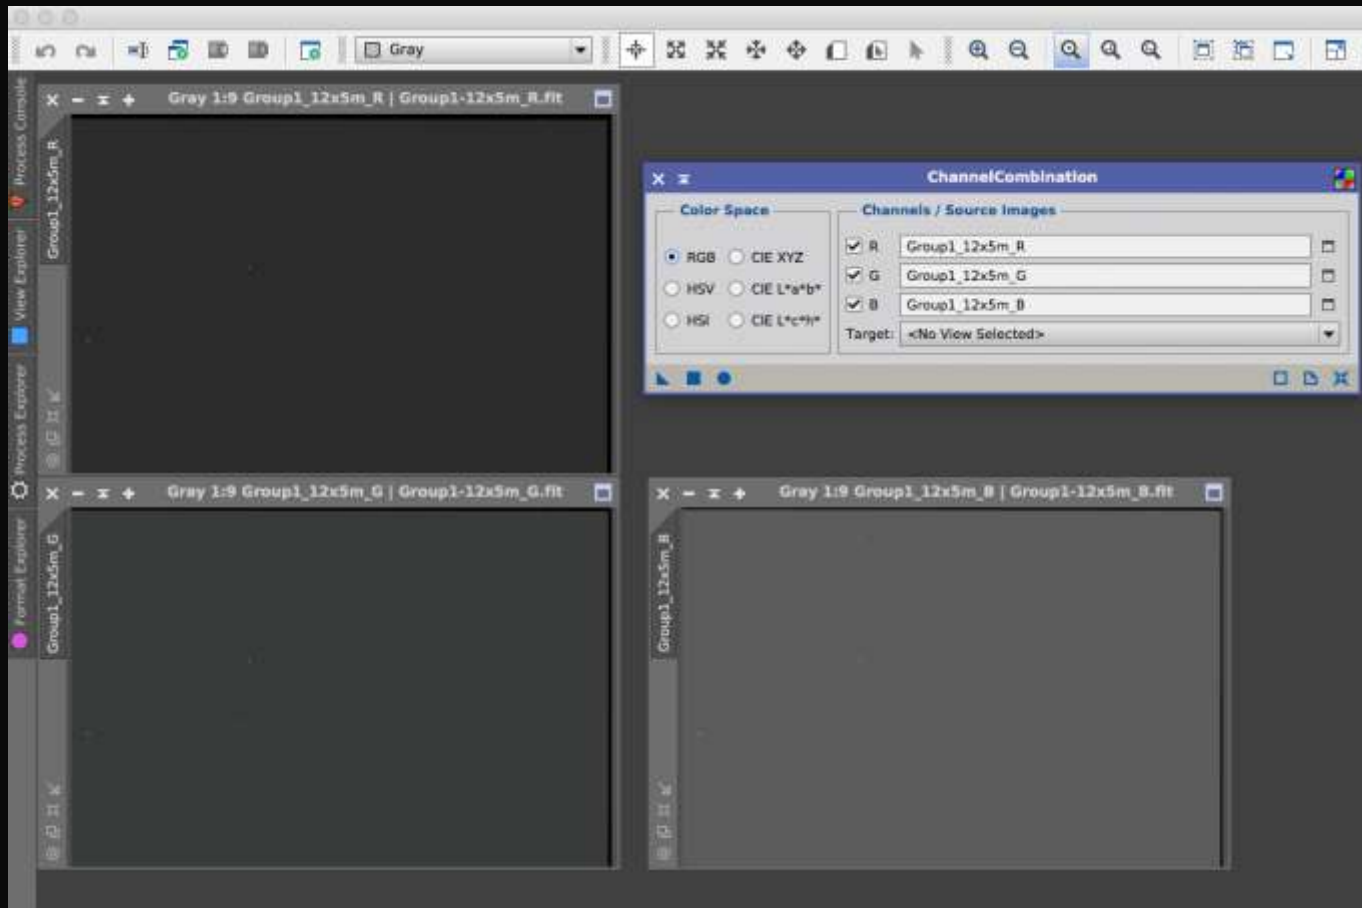 Gray
Process Console
View Explorer
Process Explorer
Format Explorer
Gray 1:9 Group1_12x5m_R | Group1-12x5m_R.fit
Group1_12x5m_R
ChannelCombination
Color Space
RGB
CIE XYZ
HSV
CIE L*a*b*
HSI
CIE L*c*h*
Channels / Source Images
R Group1_12x5m_R
G Group1_12x5m_G
B Group1_12x5m_B
Target: <No View Selected>
Gray 1:9 Group1_12x5m_G | Group1-12x5m_G.fit
Group1_12x5m_G
Gray 1:9 Group1_12x5m_B | Group1-12x5m_B.fit
Group1_12x5m_B